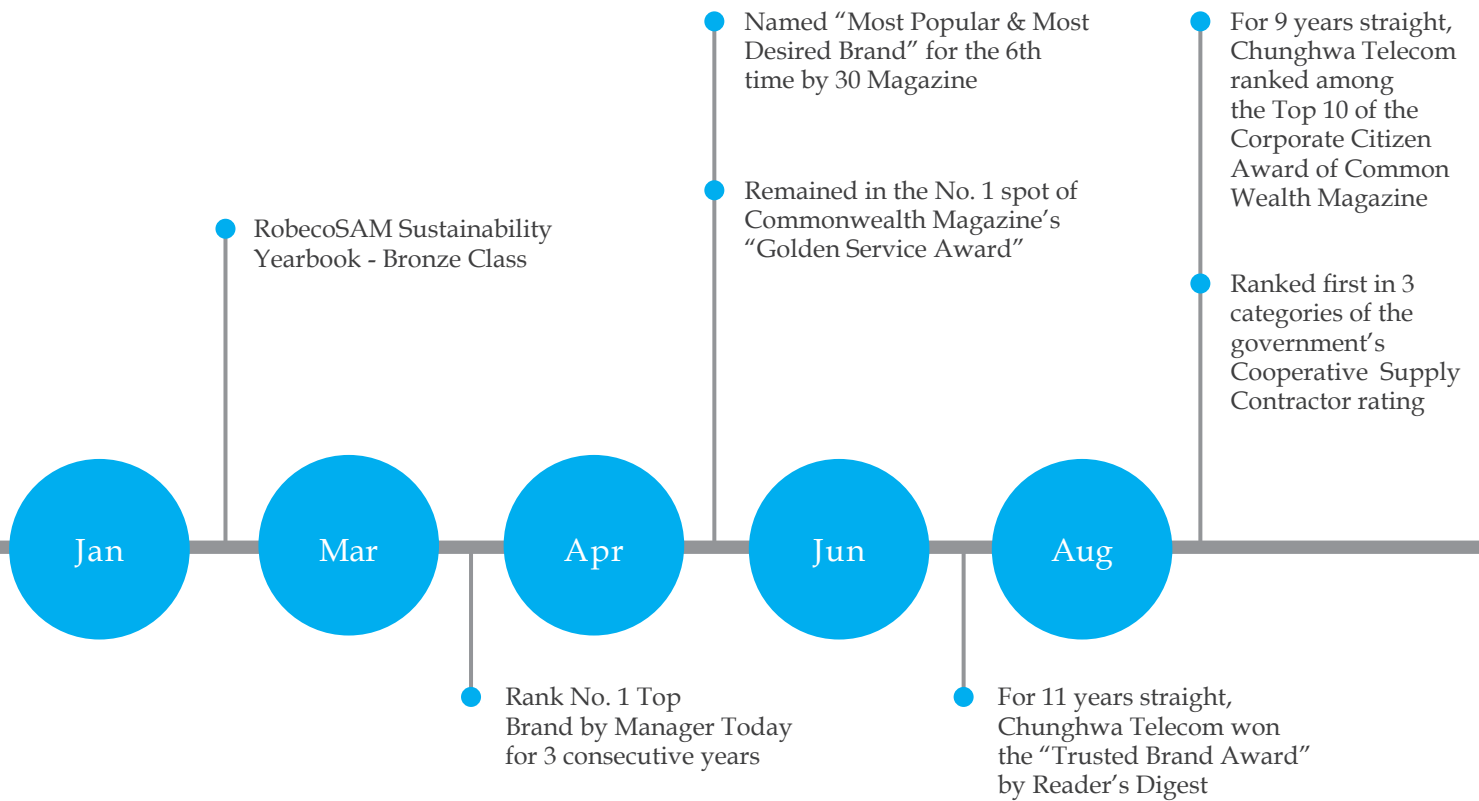 Named “Most Popular & Most
Desired Brand” for the 6th
time by 30 Magazine
For 9 years straight,
Chunghwa Telecom
ranked among
the Top 10 of the
Corporate Citizen
Award of Common
Wealth Magazine
Remained in the No. 1 spot of
Commonwealth Magazine’s
“Golden Service Award”
RobecoSAM Sustainability
Yearbook - Bronze Class
Ranked first in 3
categories of the
government’s
Cooperative  Supply
Contractor rating
Jan
Mar
Apr
Jun
Aug
Rank No. 1 Top
Brand by Manager Today
for 3 consecutive years
For 11 years straight,
Chunghwa Telecom won
the “Trusted Brand Award”
by Reader’s Digest